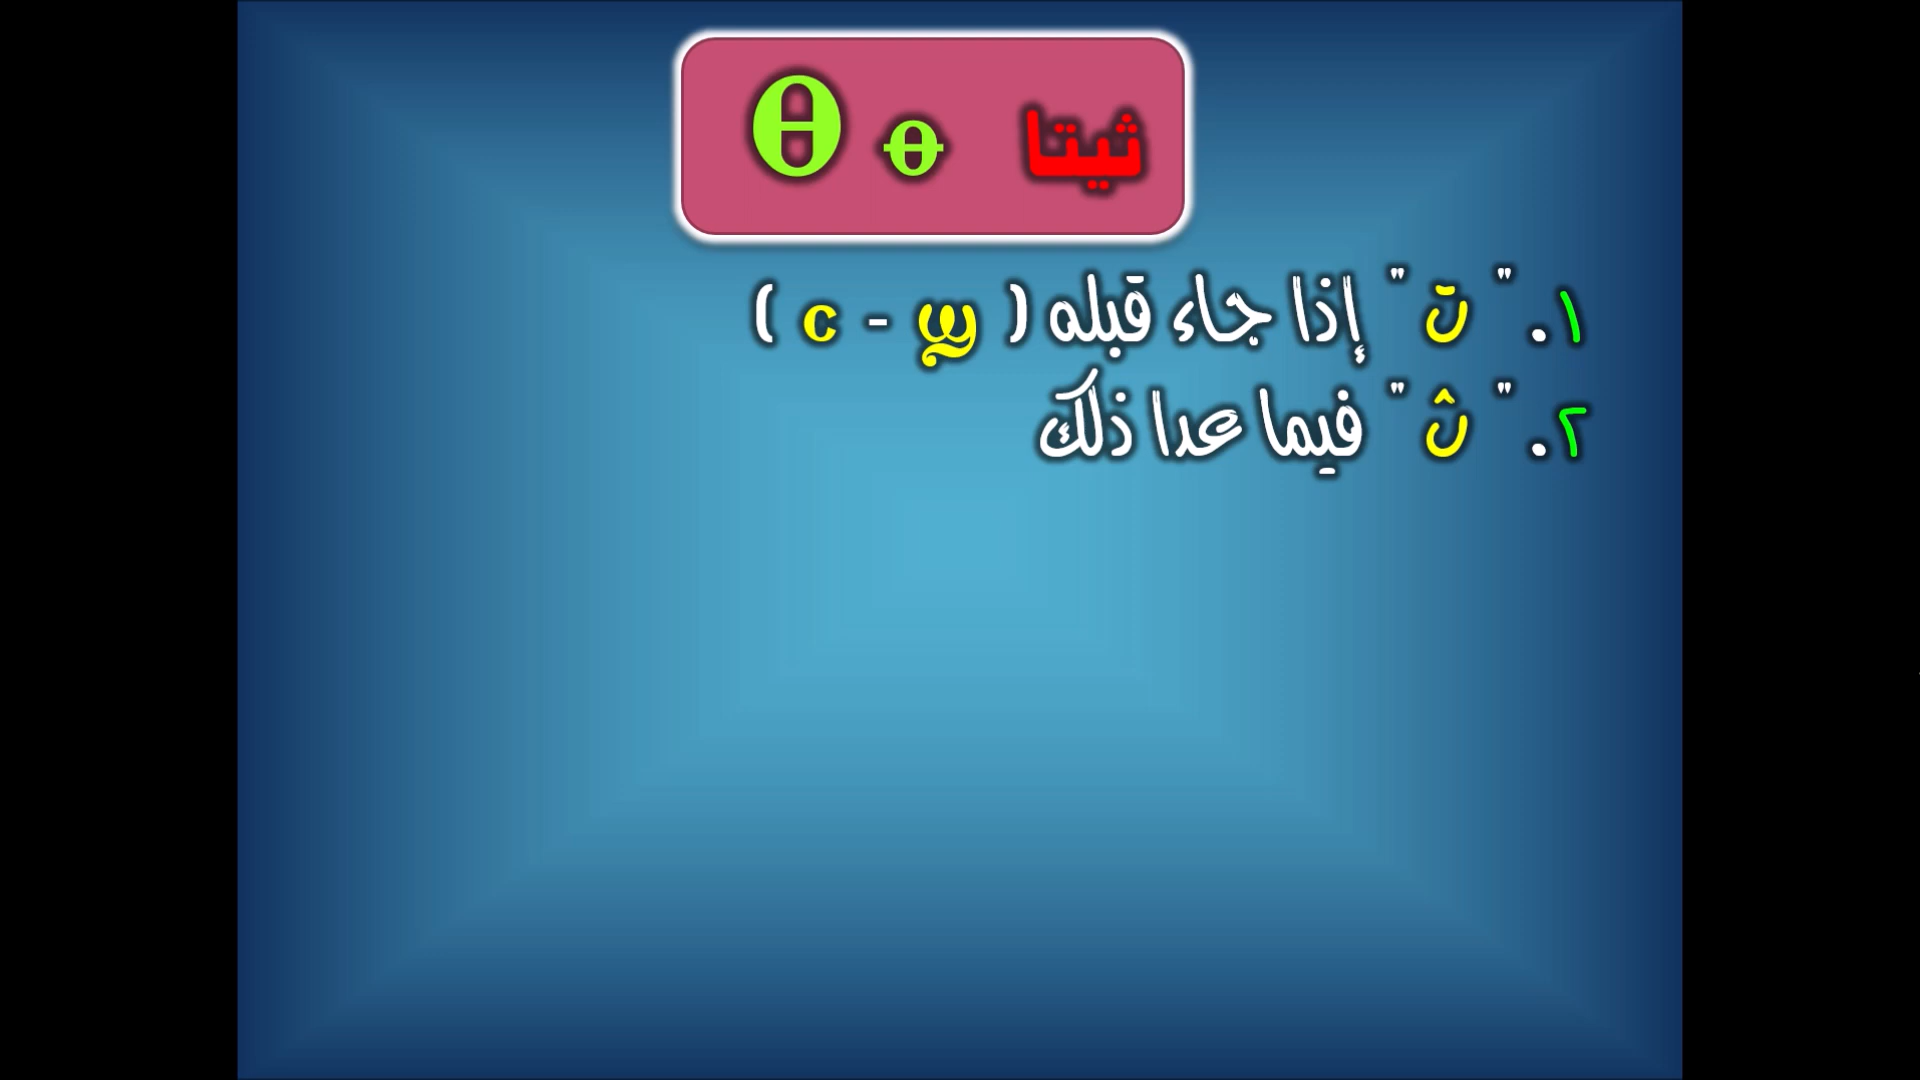 Ⲑ ⲑ ثيتا
١. " ت " إذا جاء قبله ( ϣ - ⲥ )
٢. " ث " فيما عدا ذلك